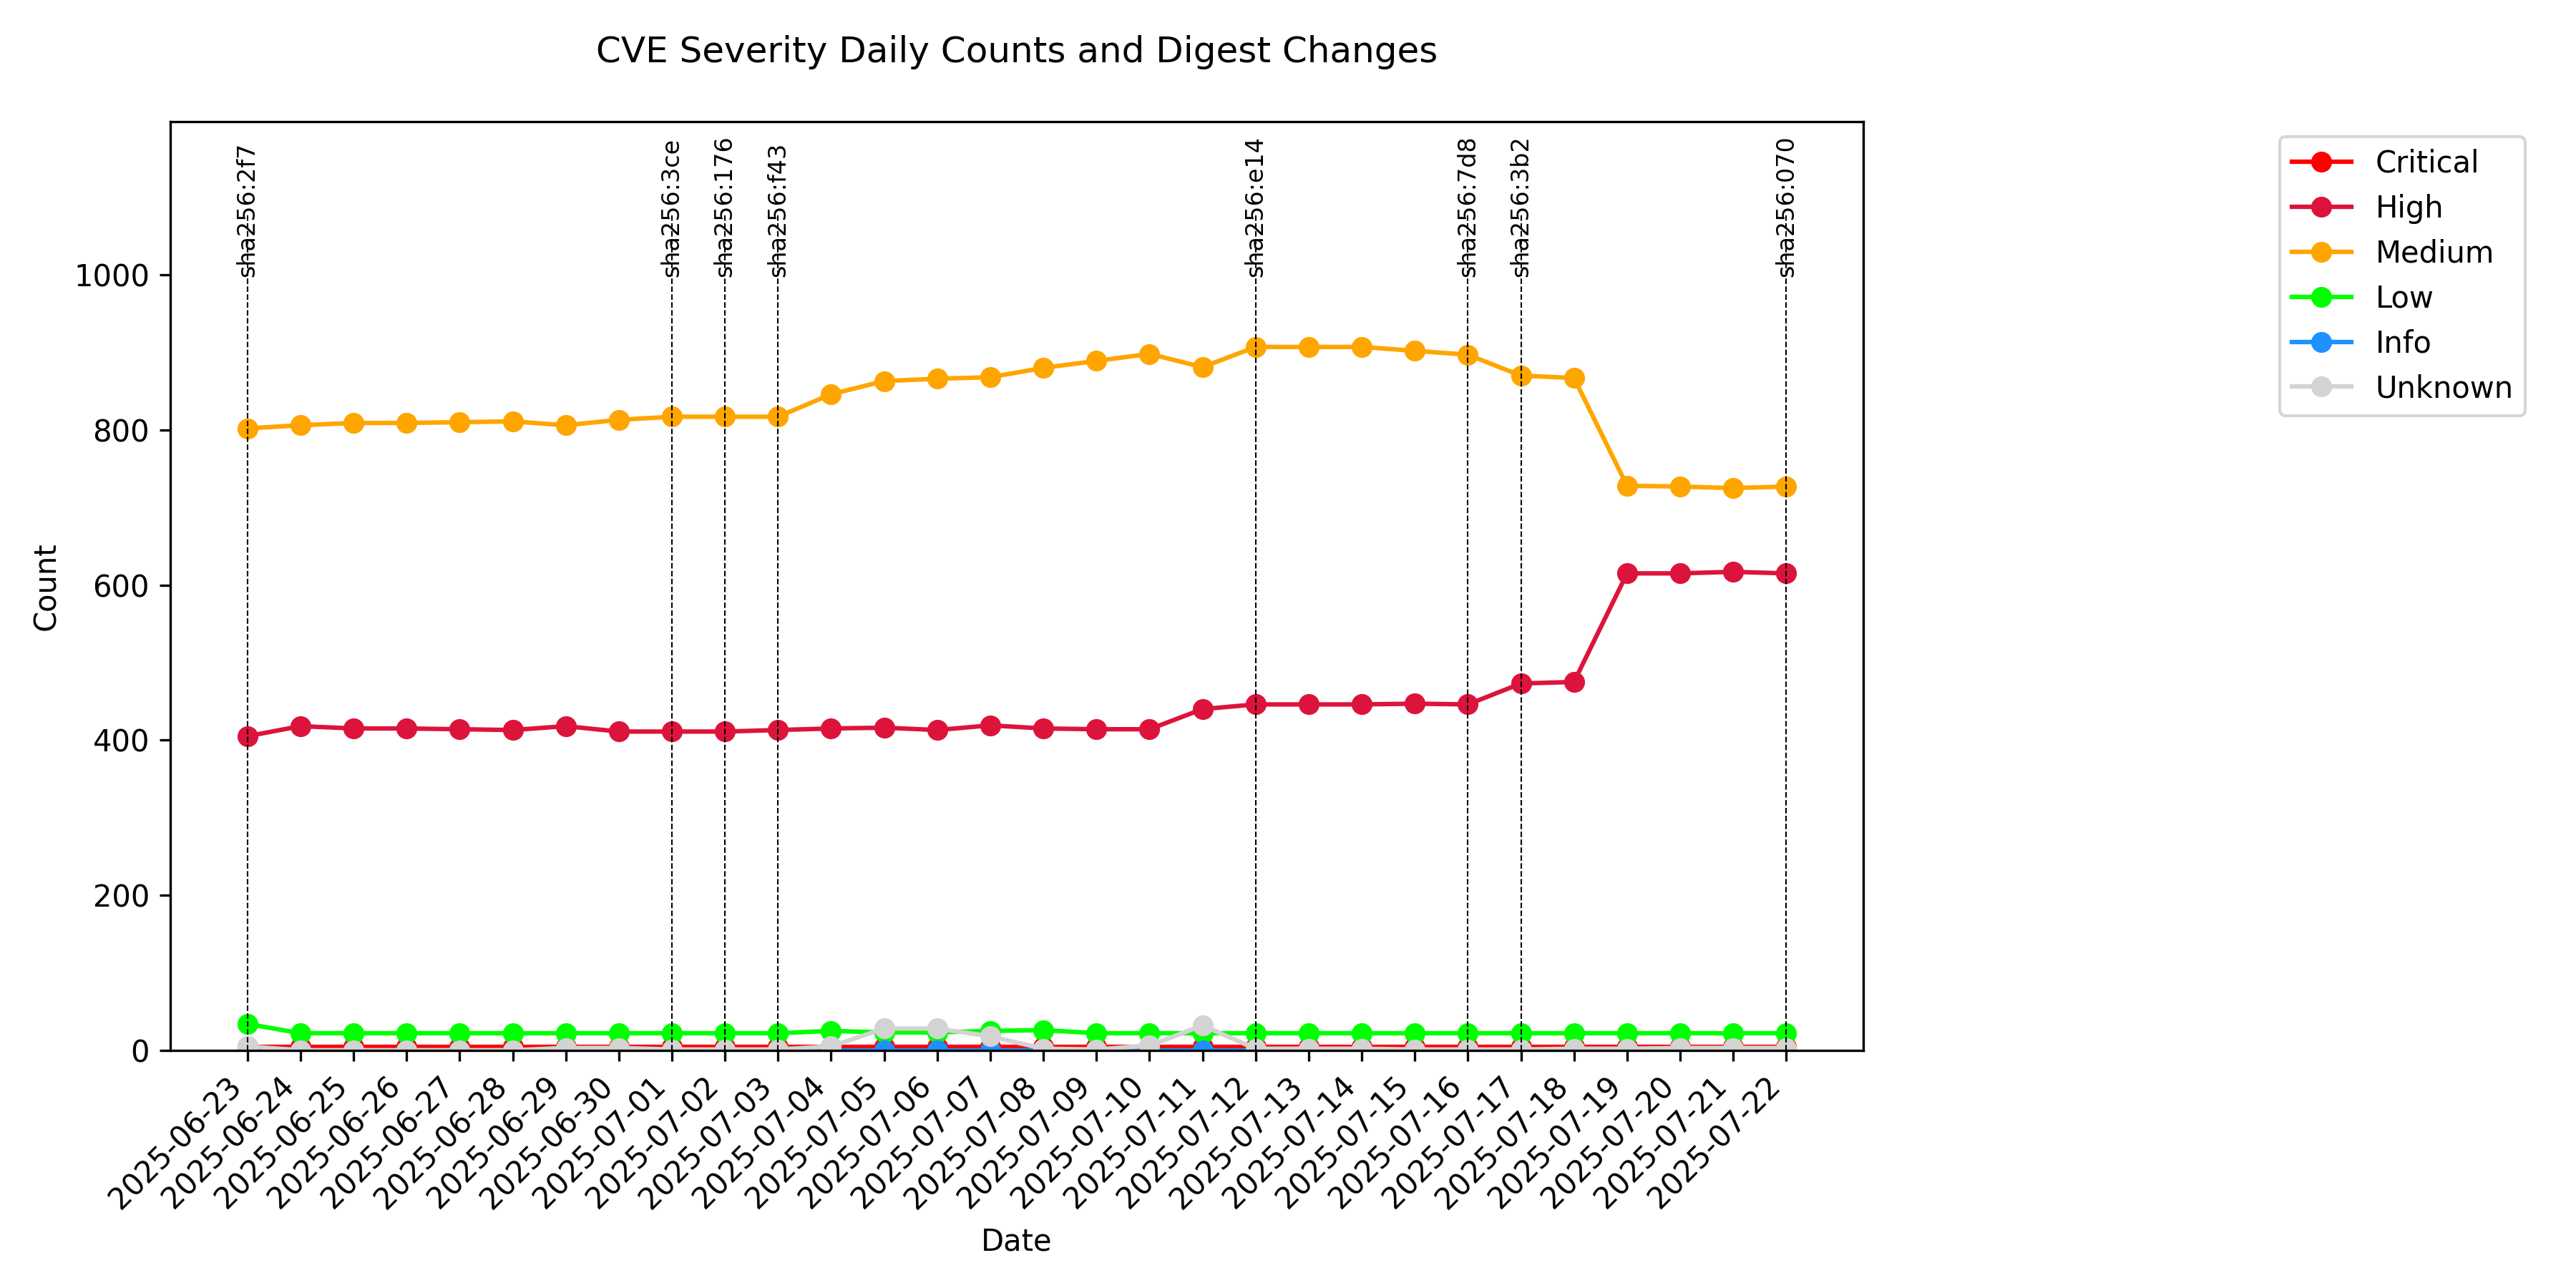 CVE Severity Daily Counts and Digest Changes
sha256:2f7
sha256:3ce
sha256:176
sha256:f43
sha256:e14
sha256:7d8
sha256:3b2
sha256:070
Critical
High
Medium
Low
Info
Unknown
Count
1000
800
600
400
200
0
2025-06-23
2025-06-24
2025-06-25
2025-06-26
2025-06-27
2025-06-28
2025-06-29
2025-06-30
2025-07-01
2025-07-02
2025-07-03
2025-07-04
2025-07-05
2025-07-06
2025-07-07
2025-07-08
2025-07-09
2025-07-10
2025-07-11
2025-07-12
2025-07-13
2025-07-14
2025-07-15
2025-07-16
2025-07-17
2025-07-18
2025-07-19
2025-07-20
2025-07-21
2025-07-22
Date